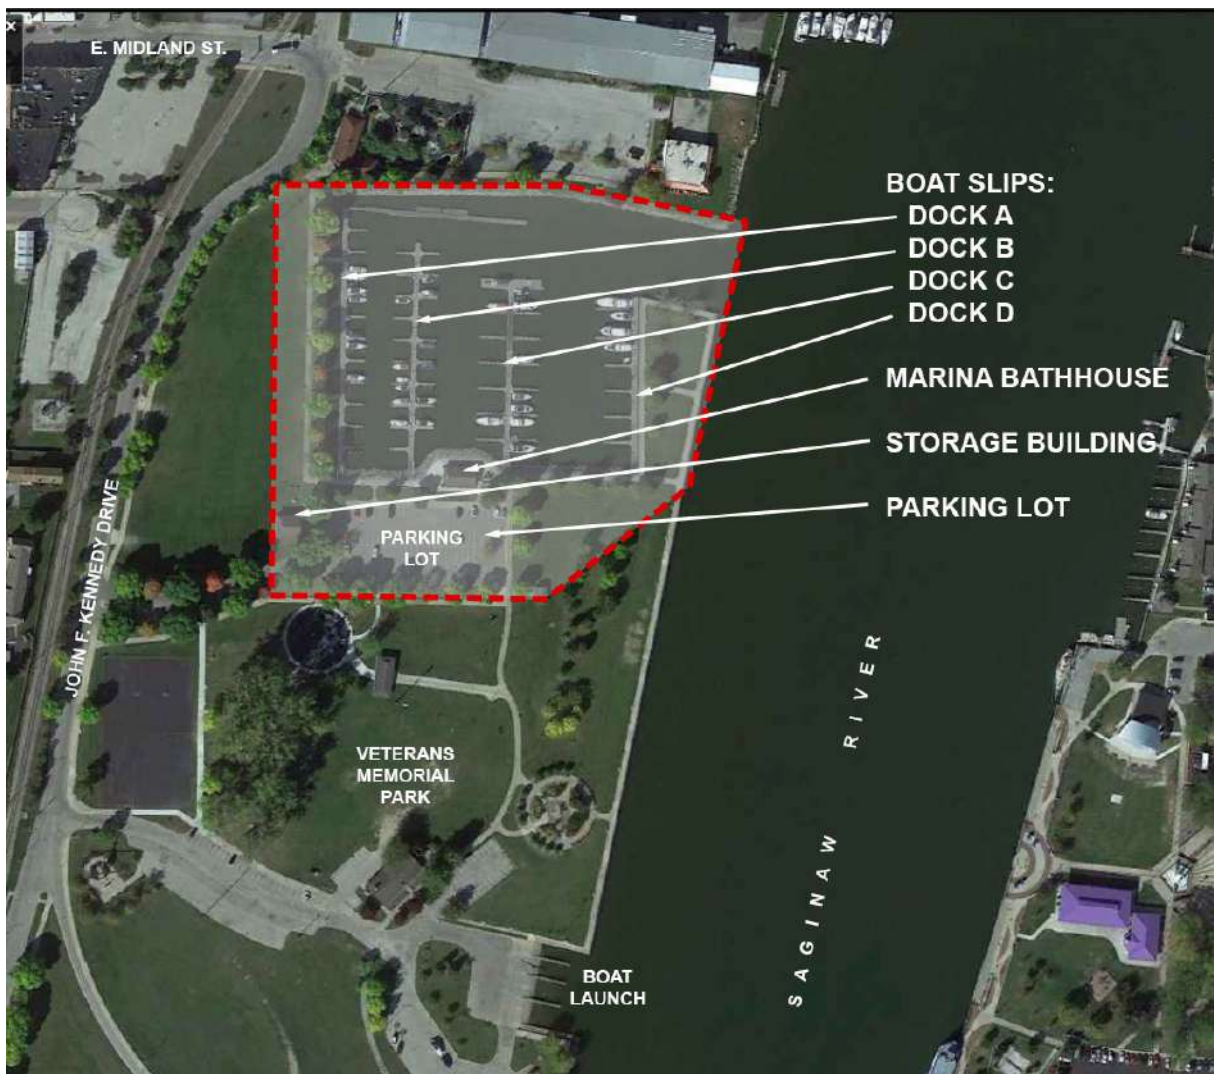 E. MIDLAND ST.
BOAT SLIPS:
DOCK A
DOCK B
DOCK C
DOCK D
MARINA BATHHOUSE
STORAGE BUILDING
PARKING LOT
PARKING
LOT
JOHN F. KENNEDY DRIVE
VETERANS
MEMORIAL
PARK
SAGINAW RIVER
BOAT
LAUNCH